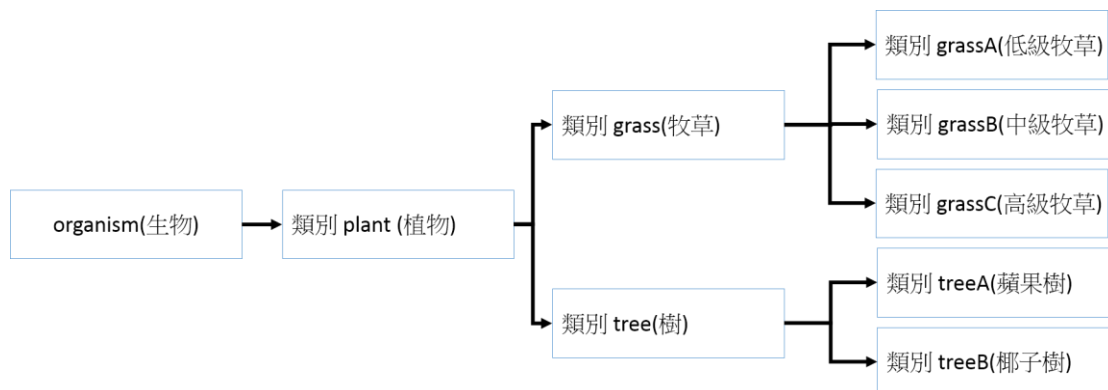 organism(生物)
類別 plant (植物)
類別 grass(牧草)
類別 tree(樹)
類別 grassA(低級牧草)
類別 grassB(中級牧草)
類別 grassC(高級牧草)
類別 treeA(蘋果樹)
類別 treeB(椰子樹)